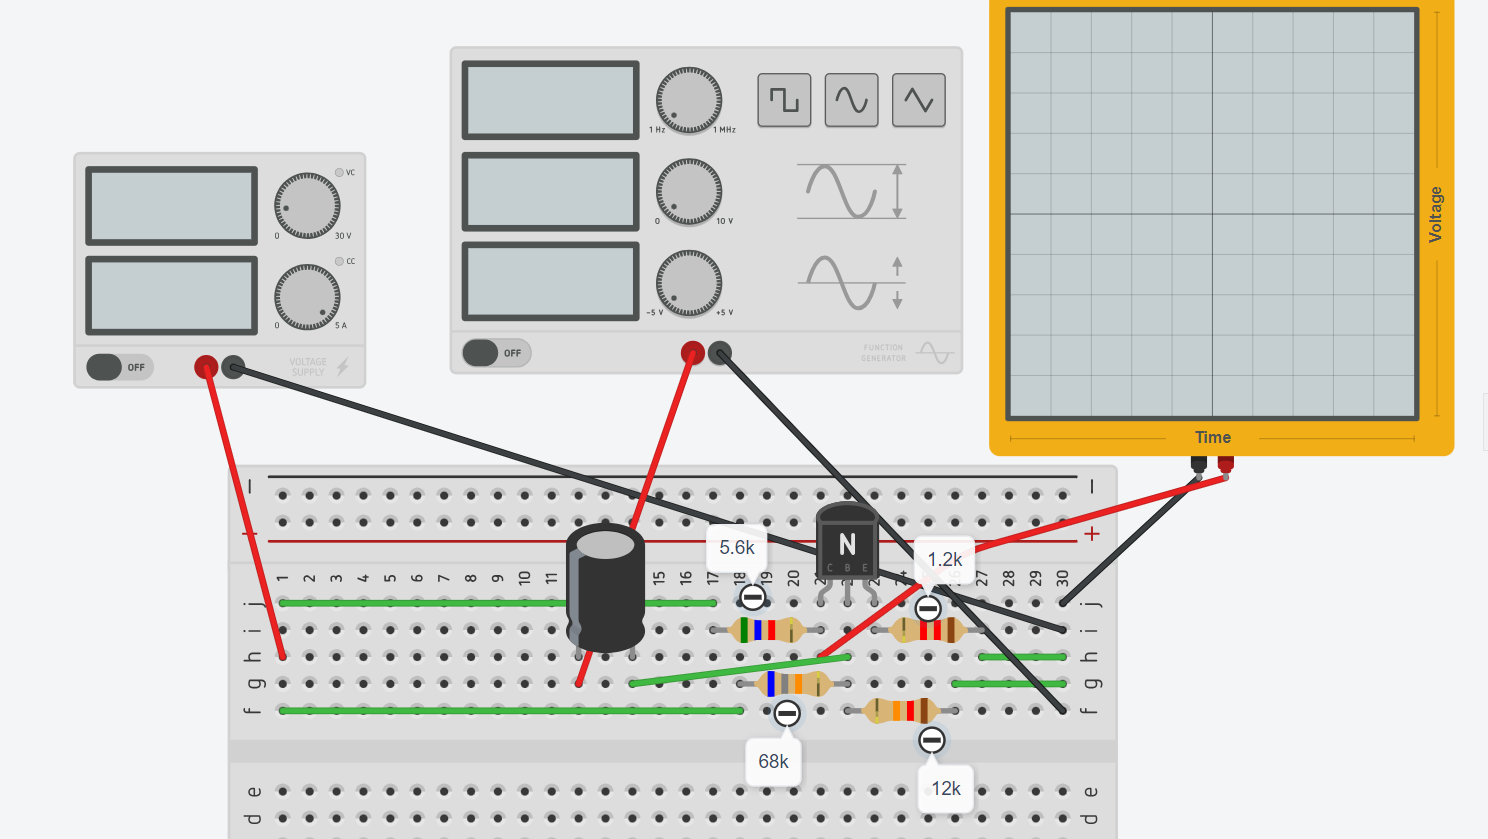 1 Hz 1 MHz
0 10 V
-5 V +5 V
OFF
FUNCTION
GENERATOR
VC
0 30 V
CC
0 5 A
OFF
VOLTAGE
SUPPLY
Voltage
Time
− −
+ +
N
C B E
5.6k
1.2k
1 2 3 4 5 6 7 8 9 10 11 15 16 17 18 19 20 27 28 29 30
j j
i i
h h
g g
f f
68k
12k
e e
d d